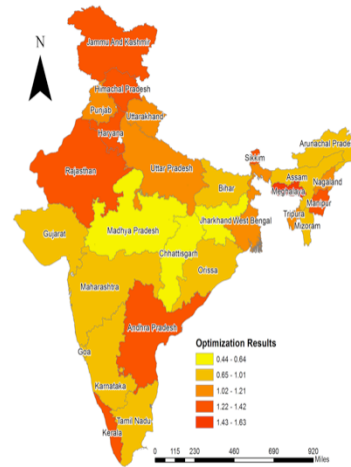 Jammu And Kashmir
N
Himachal Pradesh
Punjab
Uttarakhand
Haryana
Rajasthan
Uttar Pradesh
Sikkim
Arunachal Prades
Bihar
Assam
Nagaland
Meghalaya
Manipur
Gujarat
Madhya Pradesh
Jharkhand
West Bengal
Tripura
Mizoram
Chhattisgarh
Orissa
Maharastra
Andhra Pradesh
Goa
Karnataka
Tamil Nadu
Kerala
Optimization Results
0.44 - 0.64
0.65 - 1.01
1.02 - 1.21
1.22 - 1.42
1.43 - 1.63
0 115 230 460 690 920
Miles